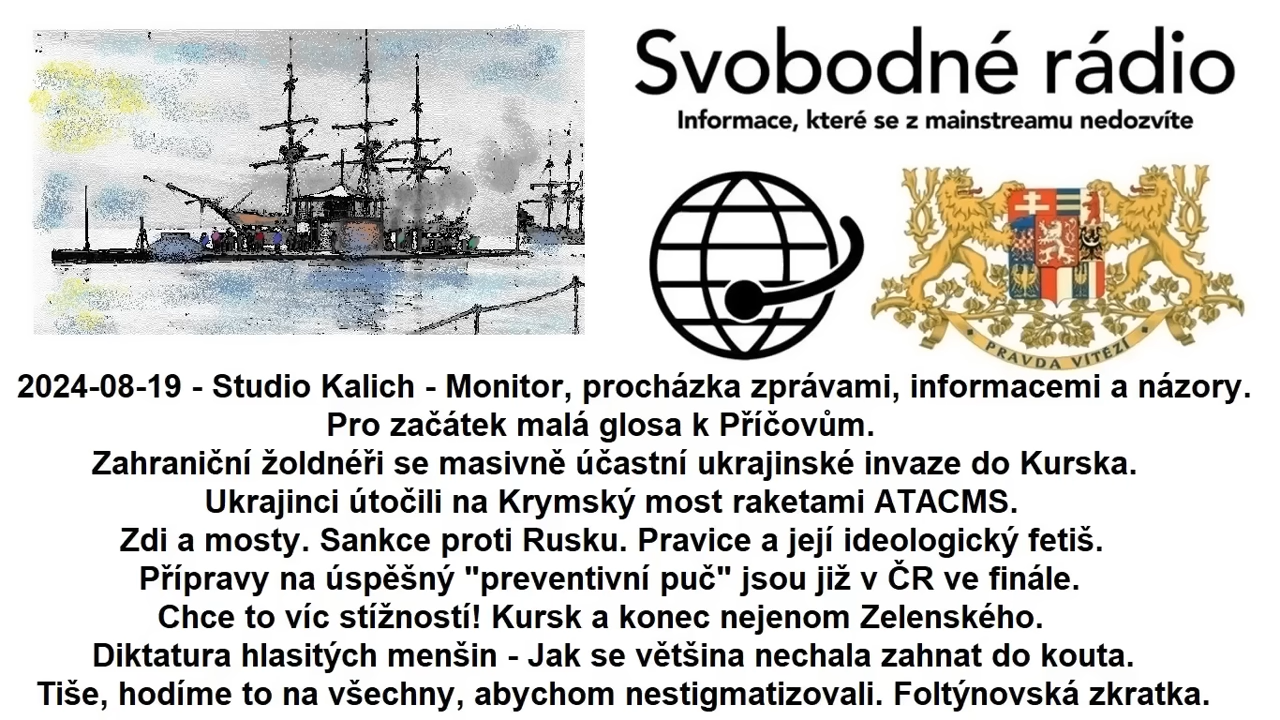 Svobodné rádio
Informace, které se z mainstreamu nedozvíte
PRAVDA VÍTĚZÍ
2024-08-19 - Studio Kalich - Monitor, procházka zprávami, informacemi a názory.
Pro začátek malá glosa k Příčovům.
Zahraniční žoldnéři se masivně účastní ukrajinské invaze do Kurska.
Ukrajinci útočili na Krymský most raketami ATACMS.
Zdi a mosty. Sankce proti Rusku. Pravice a její ideologický fetiš.
Přípravy na úspěšný "preventivní puč" jsou již v ČR ve finále.
Chce to víc stížností! Kursk a konec nejenom Zelenského.
Diktatura hlasitých menšin - Jak se většina nechala zahnat do kouta.
Tiše, hodíme to na všechny, abychom nestigmatizovali. Foltýnovská zkratka.